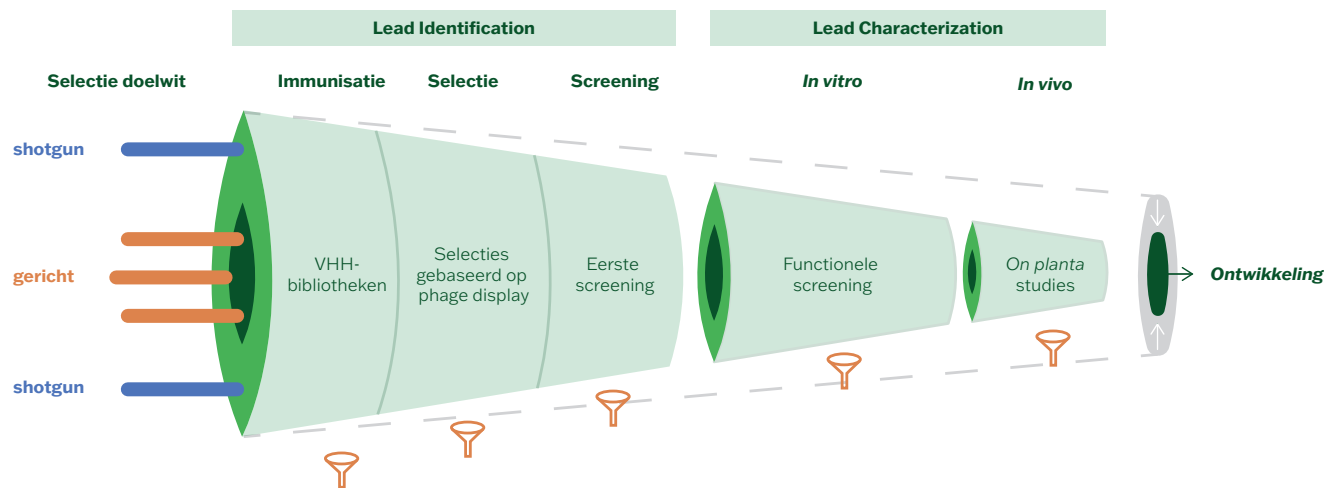 Lead Identification
Lead Characterization
Selectie doelwit
Immunisatie
Selectie
Screening
In vitro
In vivo
shotgun
gericht
shotgun
VHH-
bibliotheken
Selecties
gebaseerd op
phage display
Eerste
screening
Functionele
screening
On planta
studies
Ontwikkeling